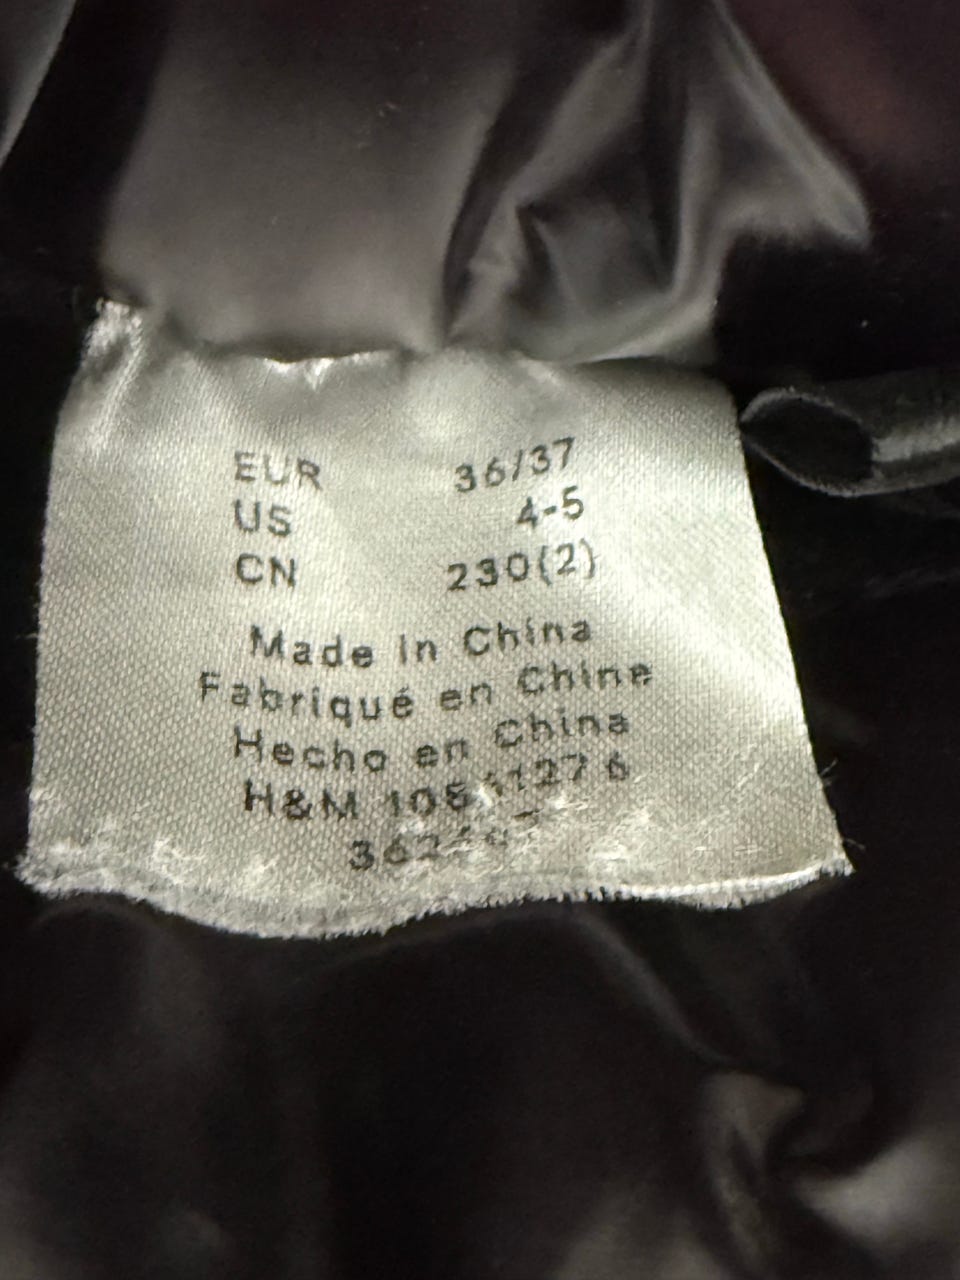 EUR 36/37
US 4-5
CN 230(2)
Made in China
Fabriqué en Chine
Hecho en China
H&M